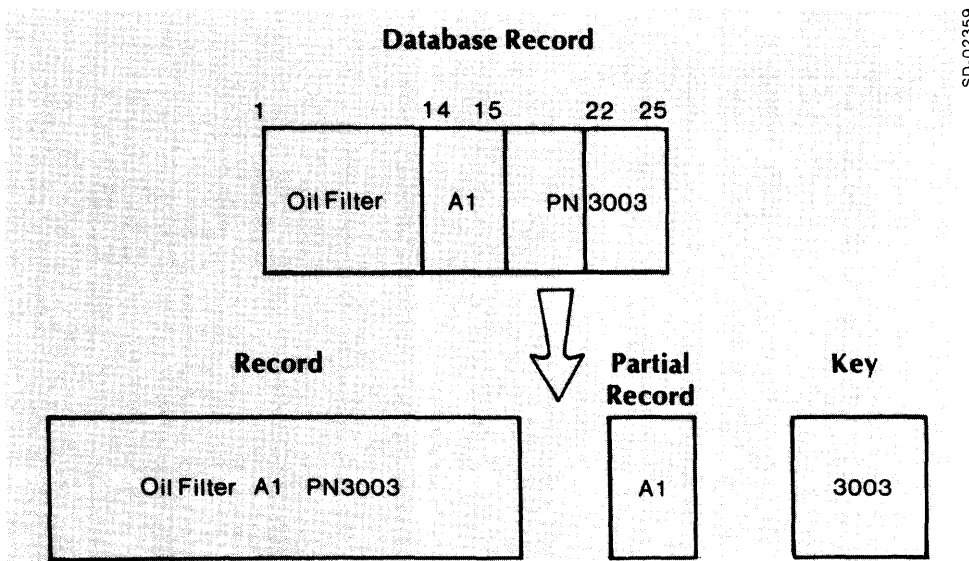 SD-02359
Database Record
1 14 15 22 25
Oil Filter A1 PN 3003
Record
Partial Record
Key
Oil Filter A1 PN3003
A1
3003